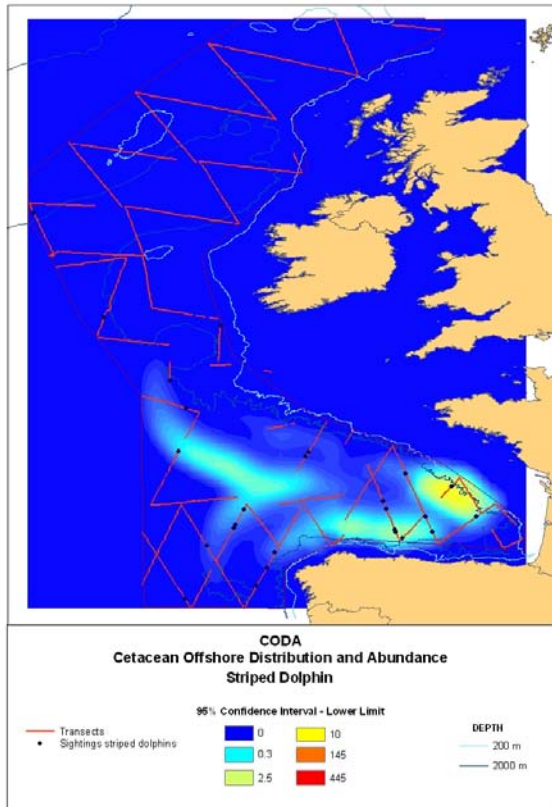 CODA
Cetacean Offshore Distribution and Abundance
Striped Dolphin
95% Confidence Interval - Lower Limit
Transects
Sightings striped dolphins
0
0.3
2.5
10
145
445
DEPTH
200 m
2000 m